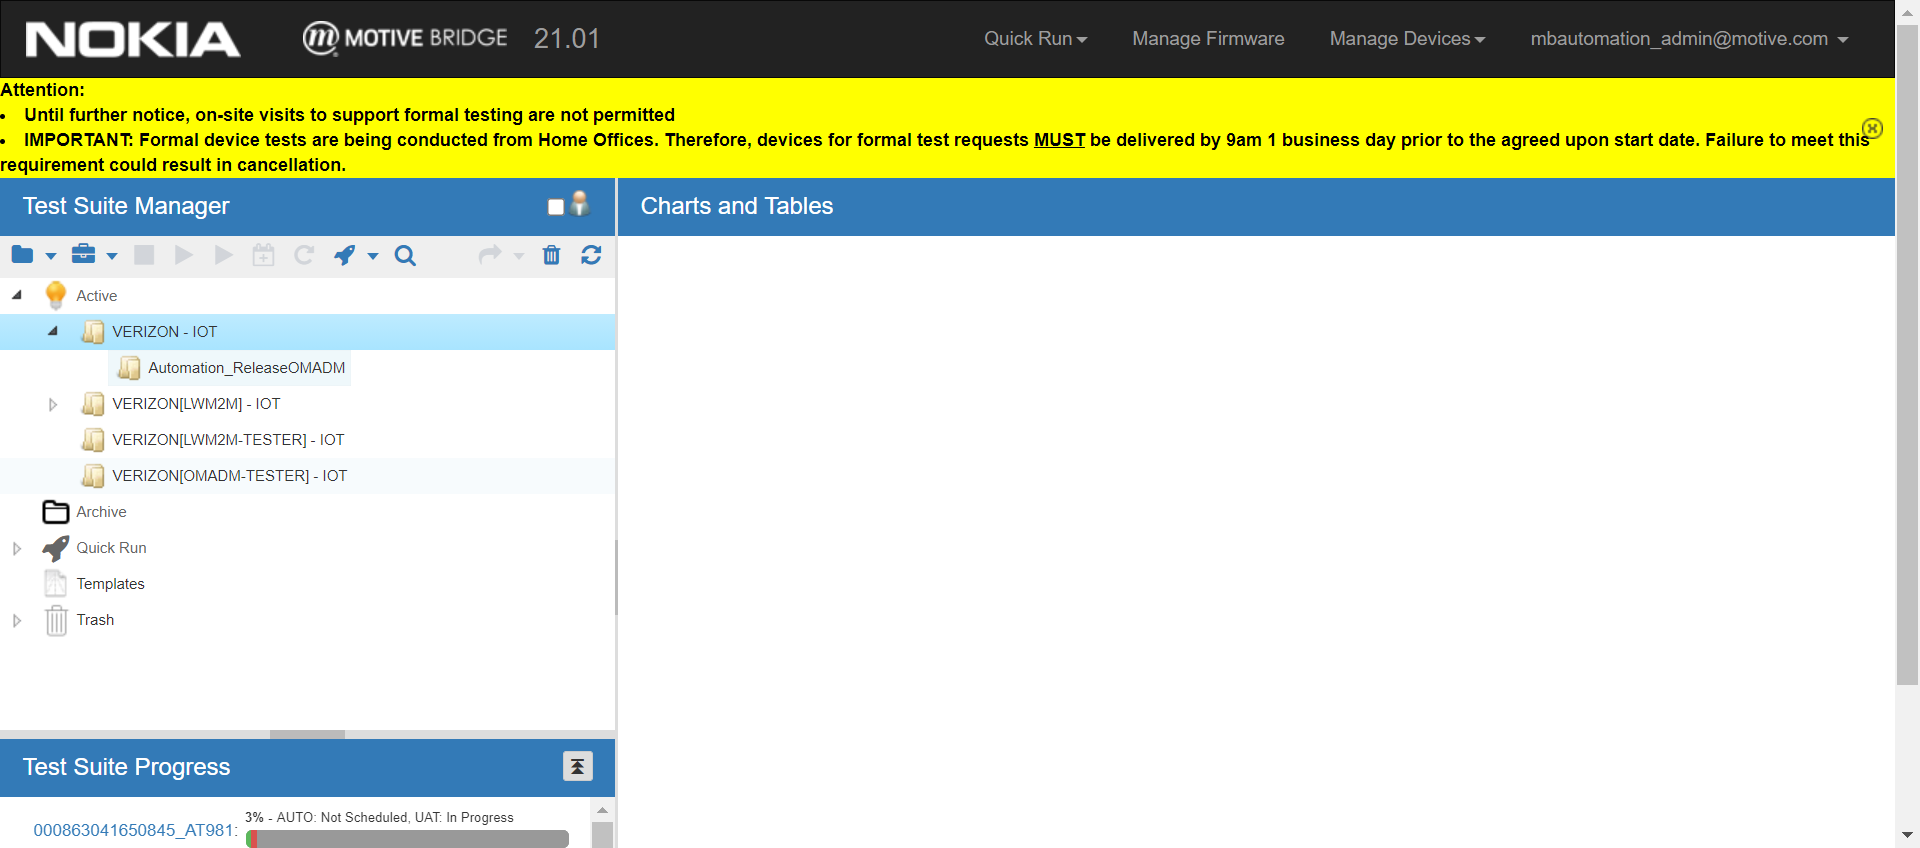 NOKIA MOTIVE BRIDGE 21.01 Quick Run Manage Firmware Manage Devices mbautomation_admin@motive.com
Attention:
• Until further notice, on-site visits to support formal testing are not permitted
• IMPORTANT: Formal device tests are being conducted from Home Offices. Therefore, devices for formal test requests MUST be delivered by 9am 1 business day prior to the agreed upon start date. Failure to meet this
requirement could result in cancellation.
Test Suite Manager
Charts and Tables
Active
VERIZON - IOT
Automation_ReleaseOMADM
VERIZON[LWM2M] - IOT
VERIZON[LWM2M-TESTER] - IOT
VERIZON[OMADM-TESTER] - IOT
Archive
Quick Run
Templates
Trash
Test Suite Progress
3% - AUTO: Not Scheduled, UAT: In Progress
000863041650845_AT981: